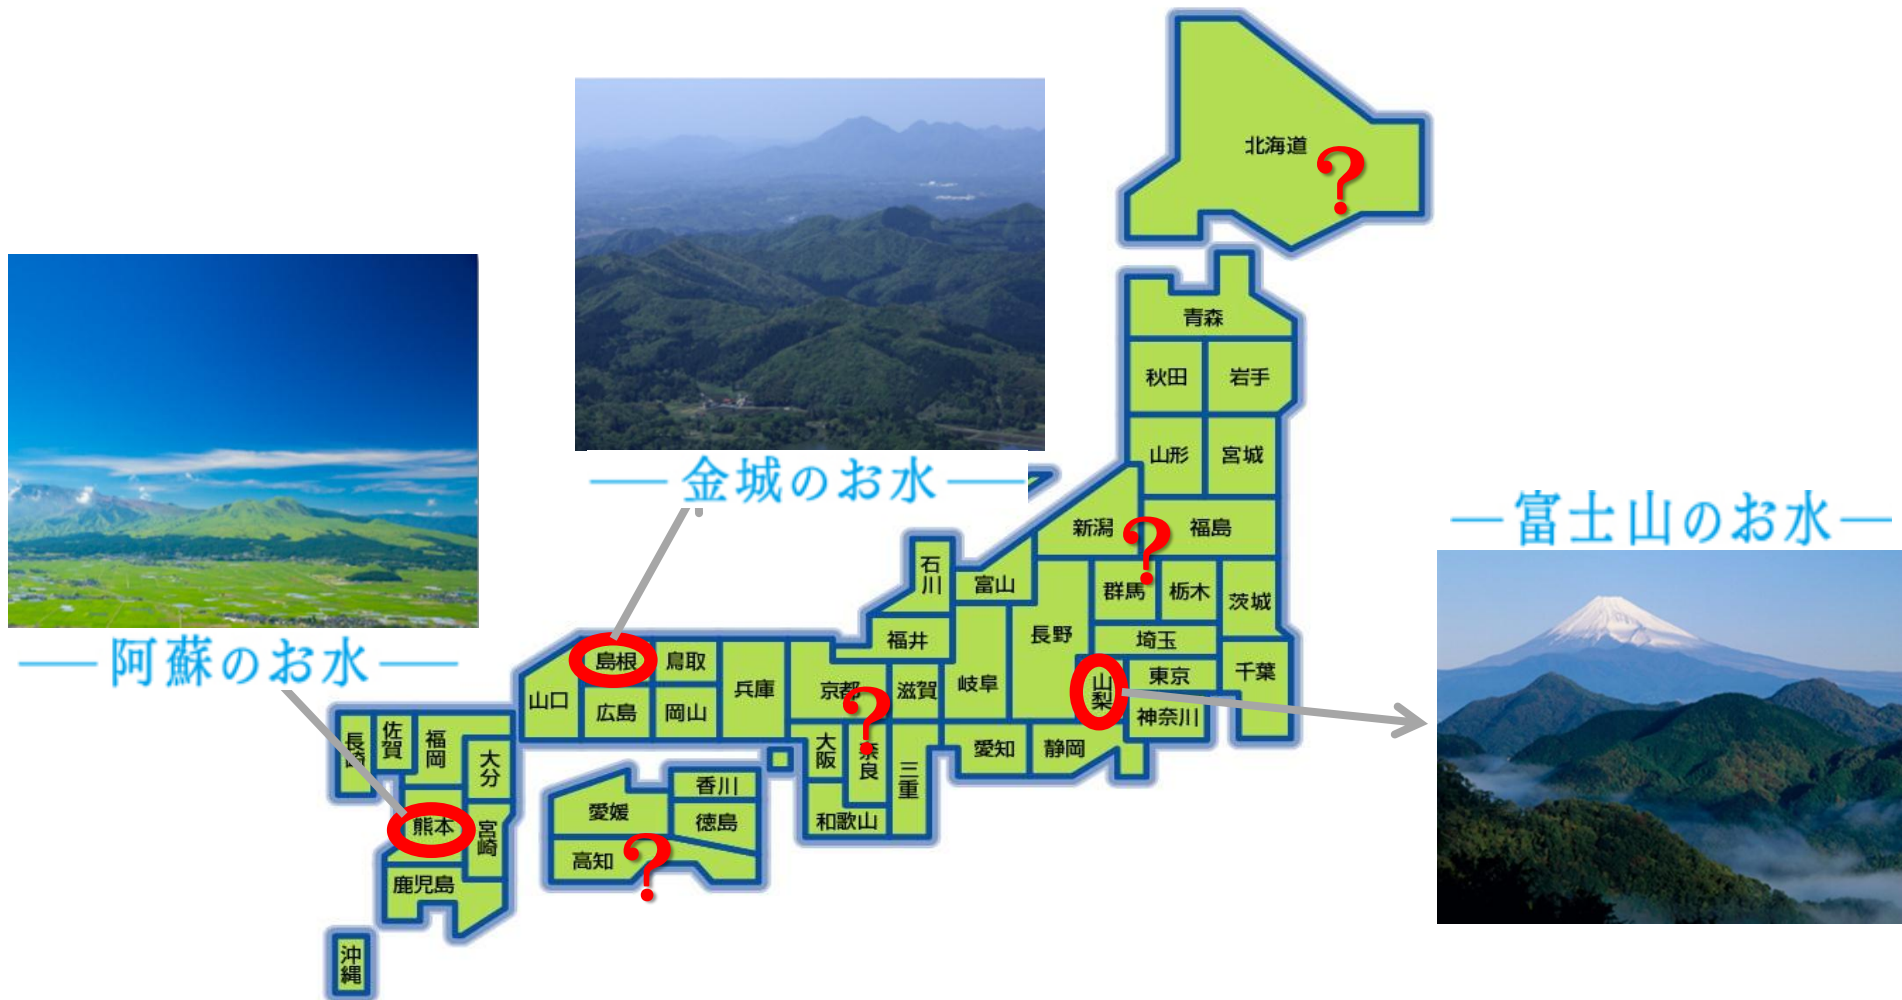 北海道
?
青森
秋田
岩手
山形
宮城
金城のお水
新潟
?
福島
富士山のお水
石川
富山
群馬
栃木
茨城
福井
長野
埼玉
阿蘇のお水
島根
鳥取
兵庫
京都
?
滋賀
岐阜
山梨
東京
千葉
山口
広島
岡山
神奈川
長崎
佐賀
福岡
大分
大阪
奈良
三重
愛知
静岡
香川
愛媛
徳島
和歌山
熊本
宮崎
高知
?
鹿児島
沖縄